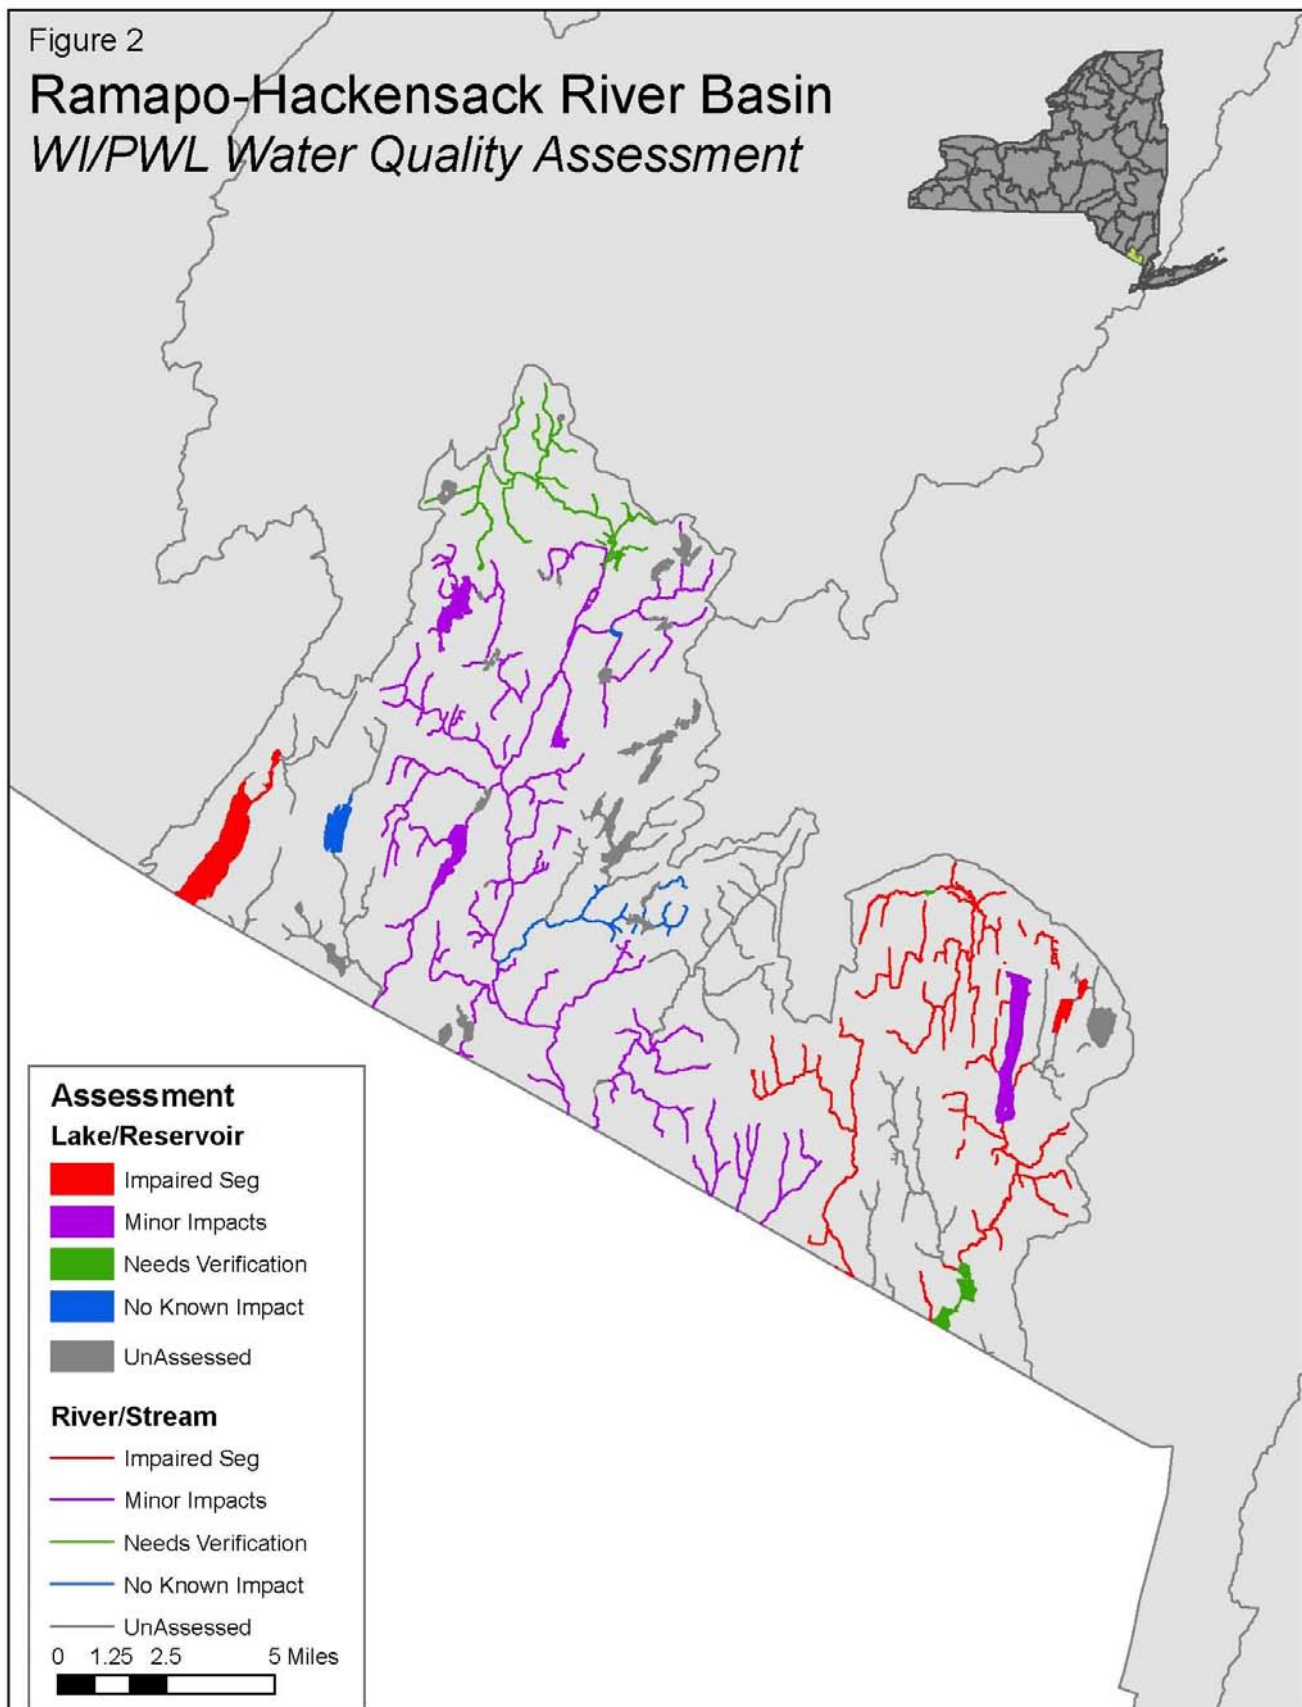 Figure 2
Ramapo-Hackensack River Basin
WI/PWL Water Quality Assessment
Assessment
Lake/Reservoir
Impaired Seg
Minor Impacts
Needs Verification
No Known Impact
UnAssessed
River/Stream
Impaired Seg
Minor Impacts
Needs Verification
No Known Impact
UnAssessed
0 1.25 2.5 5 Miles